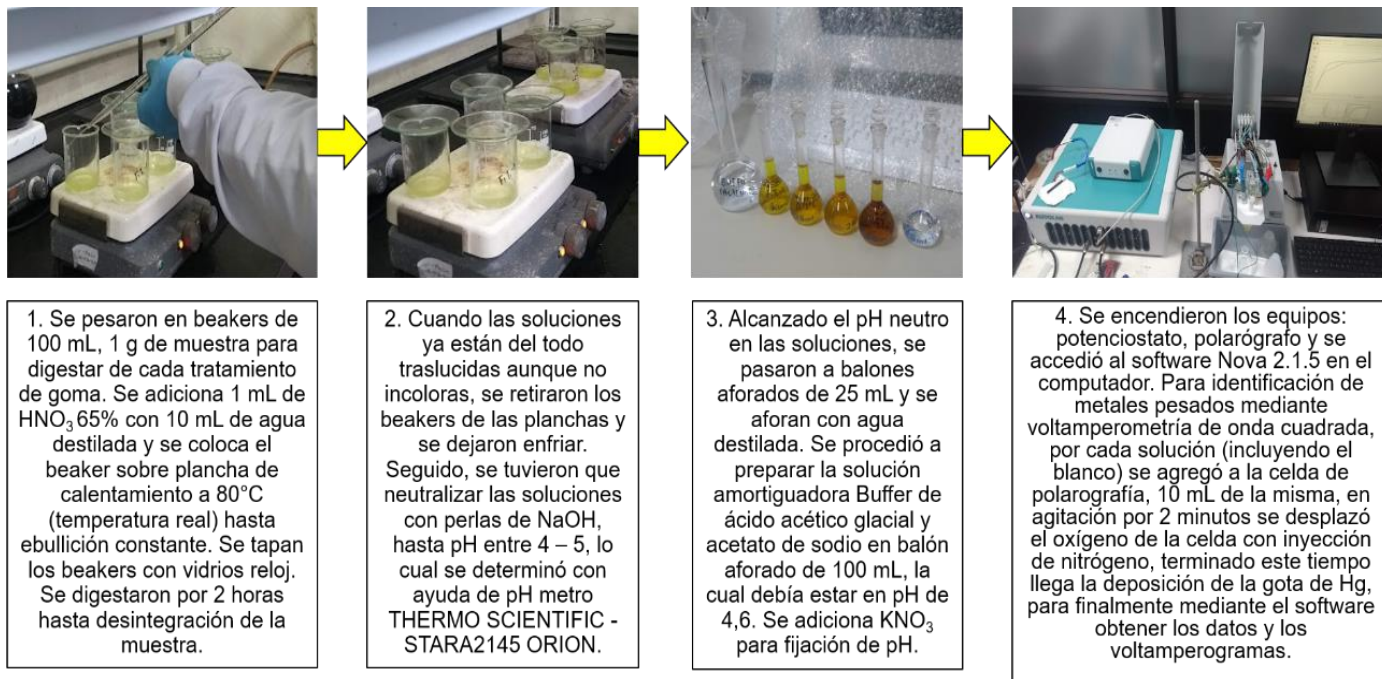 1. Se pesaron en beakers de
100 mL, 1 g de muestra para
digestar de cada tratamiento
de goma. Se adiciona 1 mL de
HNO₃ 65% con 10 mL de agua
destilada y se coloca el
beaker sobre plancha de
calentamiento a 80°C
(temperatura real) hasta
ebullición constante. Se tapan
los beakers con vidrios reloj.
Se digestaron por 2 horas
hasta desintegración de la
muestra.
2. Cuando las soluciones
ya están del todo
traslucidas aunque no
incoloras, se retiraron los
beakers de las planchas y
se dejaron enfriar.
Seguido, se tuvieron que
neutralizar las soluciones
con perlas de NaOH,
hasta pH entre 4 – 5, lo
cual se determinó con
ayuda de pH metro
THERMO SCIENTIFIC -
STARA2145 ORION.
3. Alcanzado el pH neutro
en las soluciones, se
pasaron a balones
aforados de 25 mL y se
aforan con agua
destilada. Se procedió a
preparar la solución
amortiguadora Buffer de
ácido acético glacial y
acetato de sodio en balón
aforado de 100 mL, la
cual debía estar en pH de
4,6. Se adiciona KNO₃
para fijación de pH.
4. Se encendieron los equipos:
potenciostato, polarógrafo y se
accedió al software Nova 2.1.5 en el
computador. Para identificación de
metales pesados mediante
voltamperometría de onda cuadrada,
por cada solución (incluyendo el
blanco) se agregó a la celda de
polarografía, 10 mL de la misma, en
agitación por 2 minutos se desplazó
el oxígeno de la celda con inyección
de nitrógeno, terminado este tiempo
llega la deposición de la gota de Hg,
para finalmente mediante el software
obtener los datos y los
voltamperogramas.